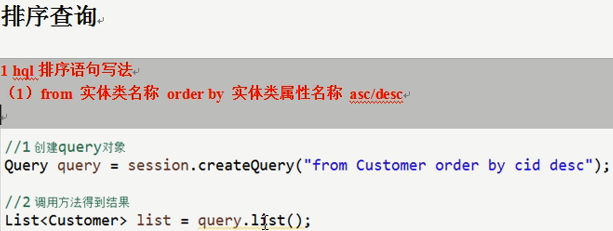 排序查询
1 hql 排序语句写法
（1）from 实体类名称 order by 实体类属性名称 asc/desc
//1 创建query对象
Query query = session.createQuery("from Customer order by cid desc");
//2 调用方法得到结果
List<Customer> list = query.list();